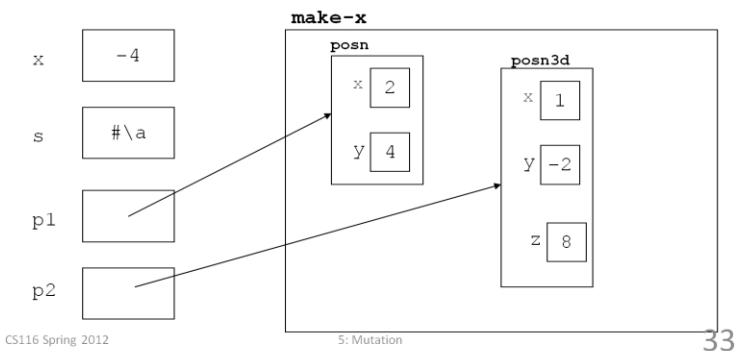 make-x
x -4
s #\a
p1
p2
posn
x 2
y 4
posn3d
x 1
y -2
z 8
CS116 Spring 2012
5: Mutation
33